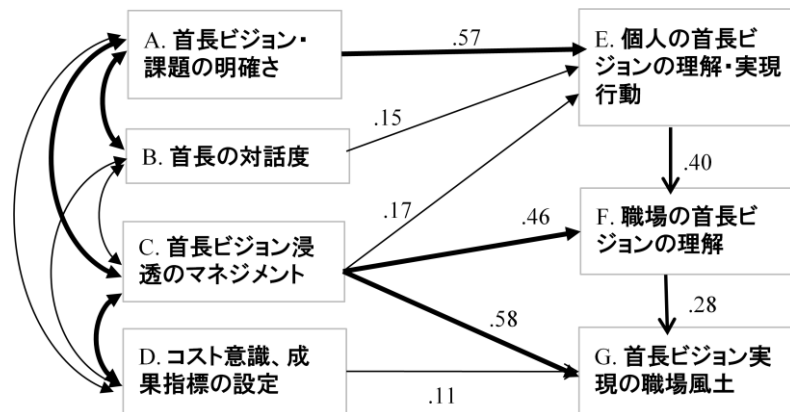 A. 首長ビジョン・
課題の明確さ
B. 首長の対話度
C. 首長ビジョン浸
透のマネジメント
D. コスト意識、成
果指標の設定
.57
.15
.17
.46
.58
.11
E. 個人の首長ビ
ジョンの理解・実現
行動
.40
F. 職場の首長ビ
ジョンの理解
.28
G. 首長ビジョン実
現の職場風土